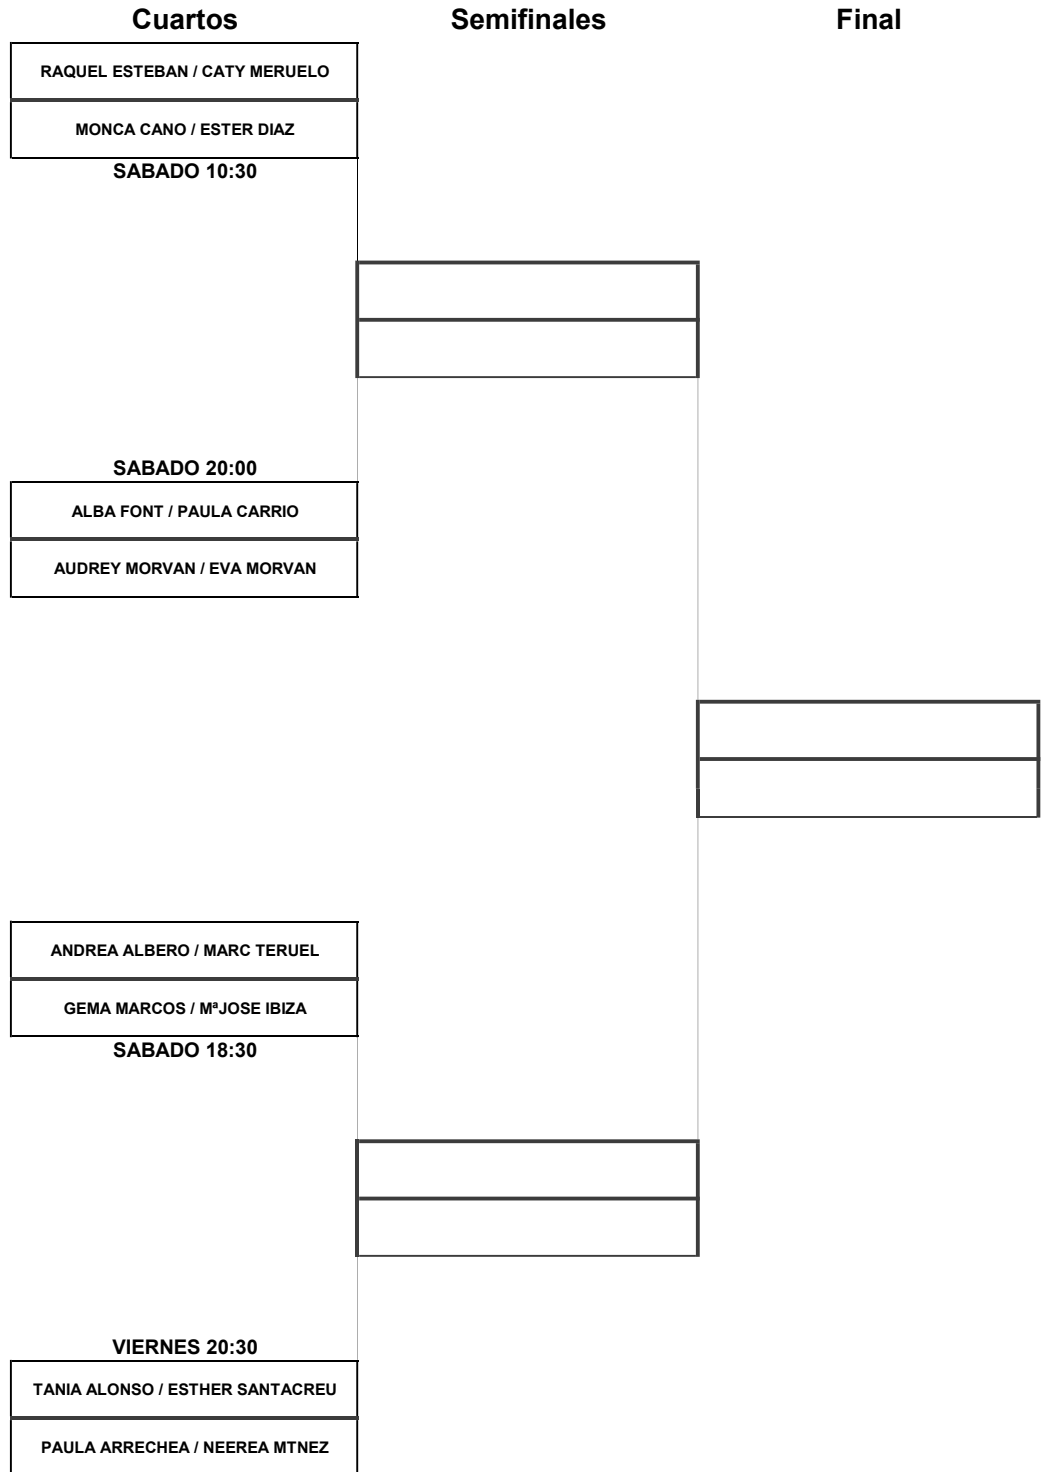 Cuartos Semifinales Final
RAQUEL ESTEBAN / CATY MERUELO
MONCA CANO / ESTER DIAZ
SABADO 10:30
SABADO 20:00
ALBA FONT / PAULA CARRIO
AUDREY MORVAN / EVA MORVAN
ANDREA ALBERO / MARC TERUEL
GEMA MARCOS / MªJOSE IBIZA
SABADO 18:30
VIERNES 20:30
TANIA ALONSO / ESTHER SANTACREU
PAULA ARRECHEA / NEEREA MTNEZ